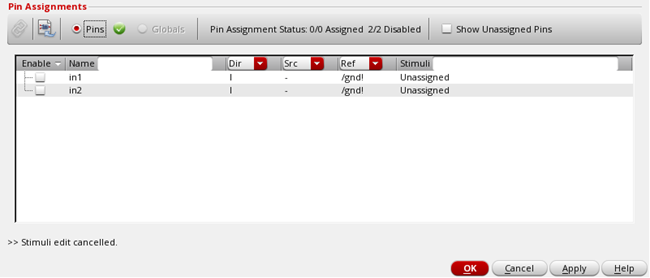 Pin Assignments
Pins Globals Pin Assignment Status: 0/0 Assigned 2/2 Disabled Show Unassigned Pins
Enable Name Dir Src Ref Stimuli
in1 I - /gnd! Unassigned
in2 I - /gnd! Unassigned
>> Stimuli edit cancelled.
OK Cancel Apply Help